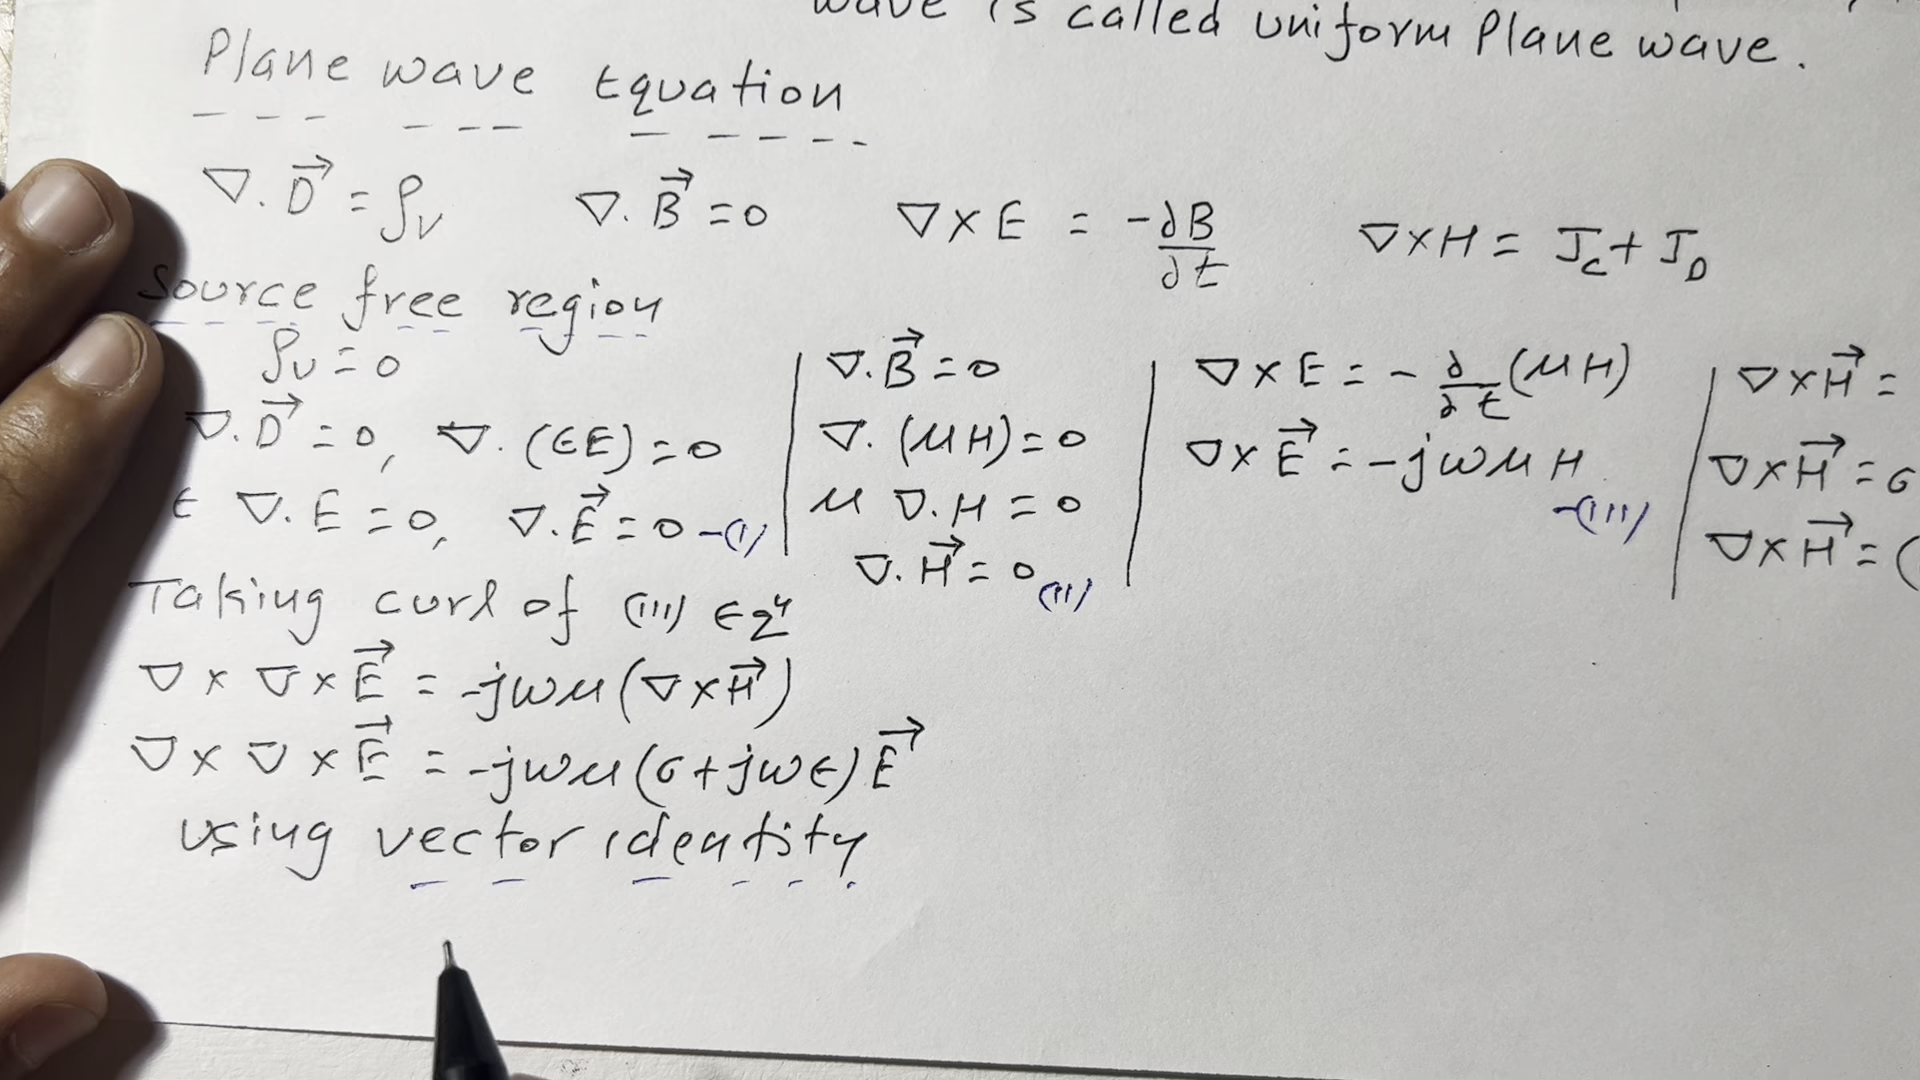 wave is called uniform Plane wave.
Plane wave Equation
∇.D⃗ = ρv ∇.B⃗ = 0 ∇×E = -∂B/∂t ∇×H = Jc + JD
Source free region
ρv = 0
∇.D⃗ = 0, ∇.(εE) = 0
ε ∇.E = 0, ∇.E⃗ = 0 -(i)
∇.B⃗ = 0
∇.(μH) = 0
μ ∇.H = 0
∇.H⃗ = 0 (ii)
∇×E = -∂/∂t (μH)
∇×E⃗ = -jωμH
-(iii)
∇×H⃗ =
∇×H⃗ = σ
∇×H⃗ = (
Taking curl of (iii) Eqⁿ
∇×∇×E⃗ = -jωμ(∇×H⃗)
∇×∇×E⃗ = -jωμ(σ+jωε)E⃗
using vector identity